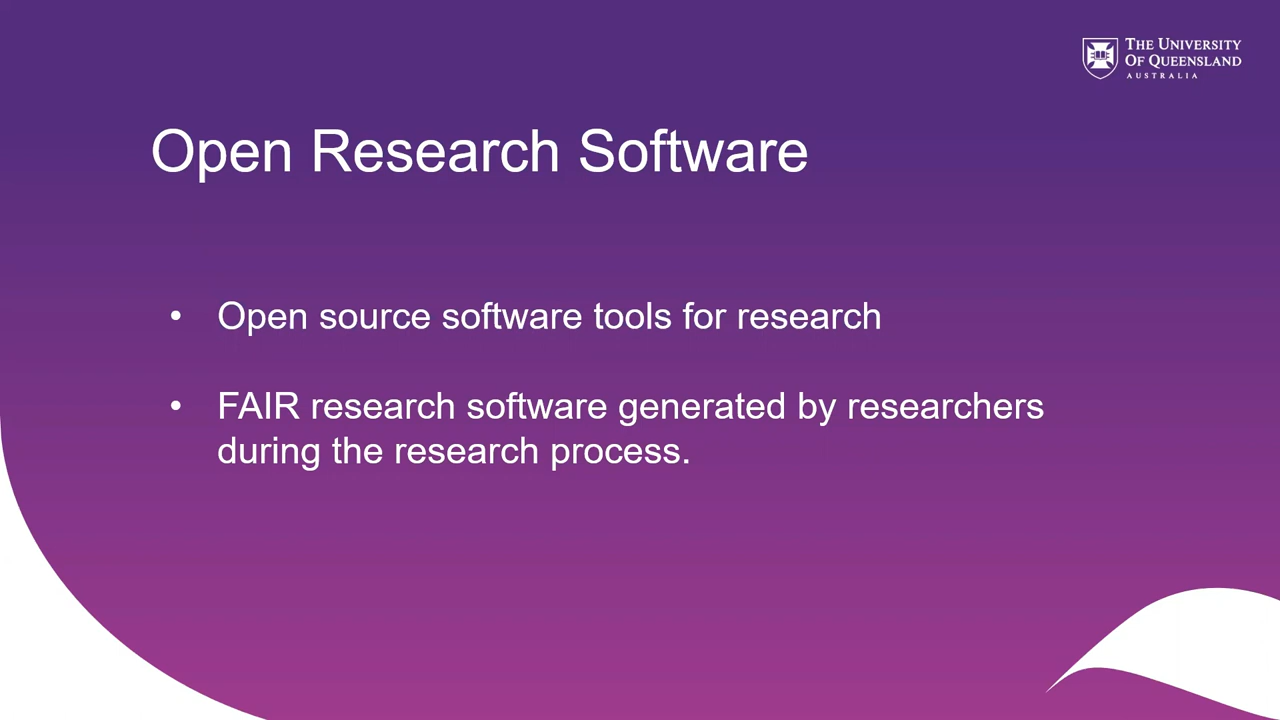 THE UNIVERSITY
OF QUEENSLAND
AUSTRALIA
Open Research Software
• Open source software tools for research
• FAIR research software generated by researchers
during the research process.